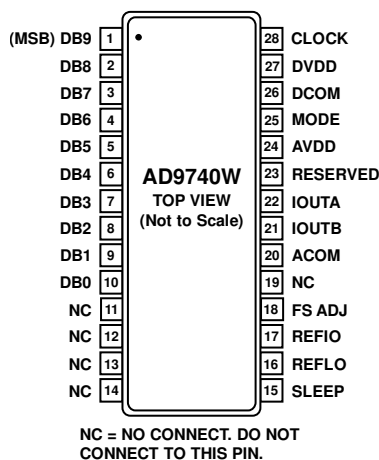 (MSB) DB9 1 28 CLOCK
DB8 2 27 DVDD
DB7 3 26 DCOM
DB6 4 25 MODE
DB5 5 24 AVDD
DB4 6 23 RESERVED
DB3 7 22 IOUTA
DB2 8 21 IOUTB
DB1 9 20 ACOM
DB0 10 19 NC
NC 11 18 FS ADJ
NC 12 17 REFIO
NC 13 16 REFLO
NC 14 15 SLEEP
AD9740W
TOP VIEW
(Not to Scale)
NC = NO CONNECT. DO NOT
CONNECT TO THIS PIN.